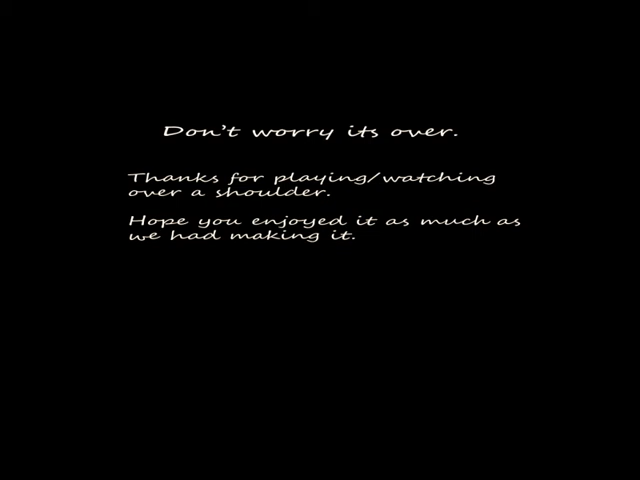 Don't worry its over.
Thanks for playing/watching
over a shoulder.
Hope you enjoyed it as much as
we had making it.